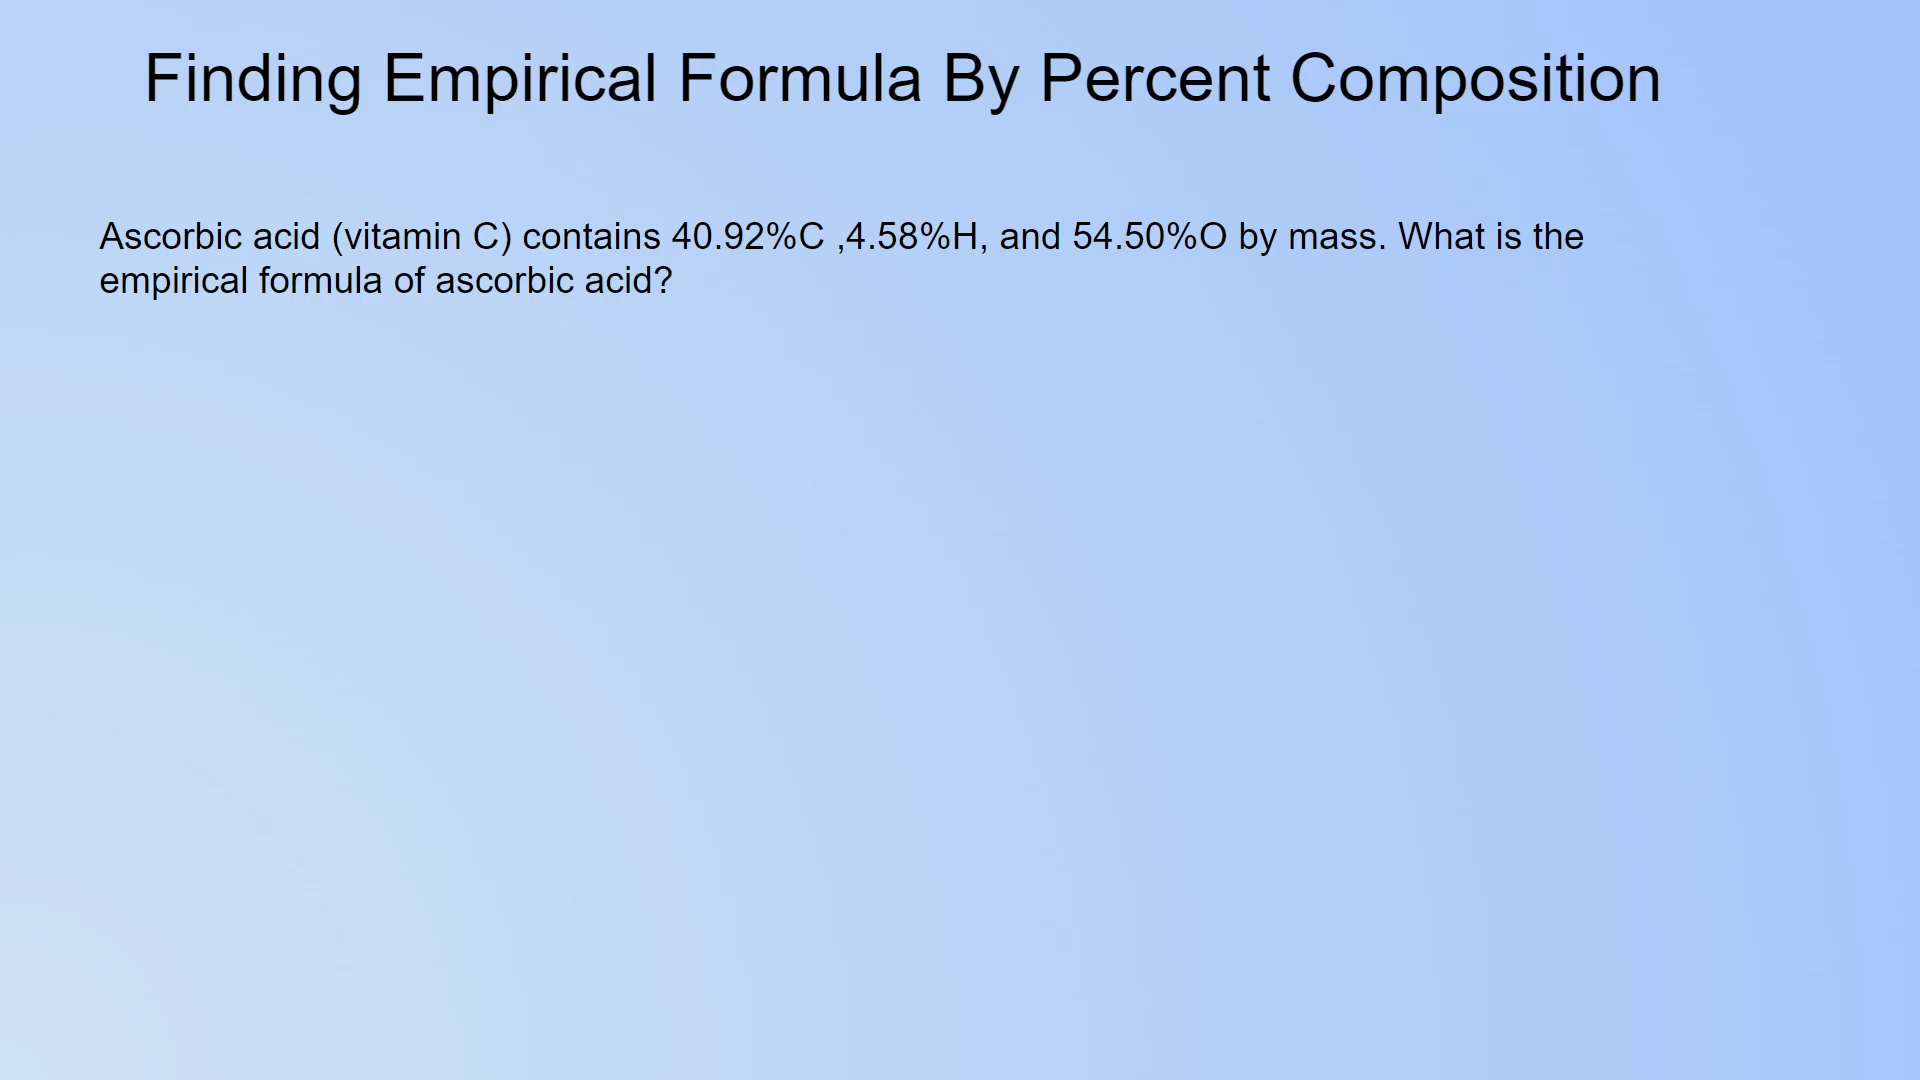 Finding Empirical Formula By Percent Composition
Ascorbic acid (vitamin C) contains 40.92%C ,4.58%H, and 54.50%O by mass. What is the
empirical formula of ascorbic acid?